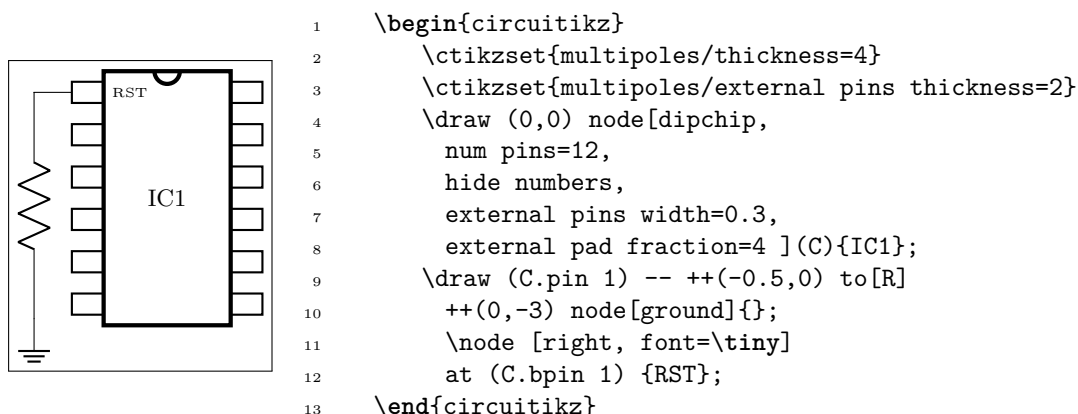 RST
IC1
1 \begin{circuitikz}
2 \ctikzset{multipoles/thickness=4}
3 \ctikzset{multipoles/external pins thickness=2}
4 \draw (0,0) node[dipchip,
5 num pins=12,
6 hide numbers,
7 external pins width=0.3,
8 external pad fraction=4 ](C){IC1};
9 \draw (C.pin 1) -- ++(-0.5,0) to[R]
10 ++(0,-3) node[ground]{};
11 \node [right, font=\tiny]
12 at (C.bpin 1) {RST};
13 \end{circuitikz}